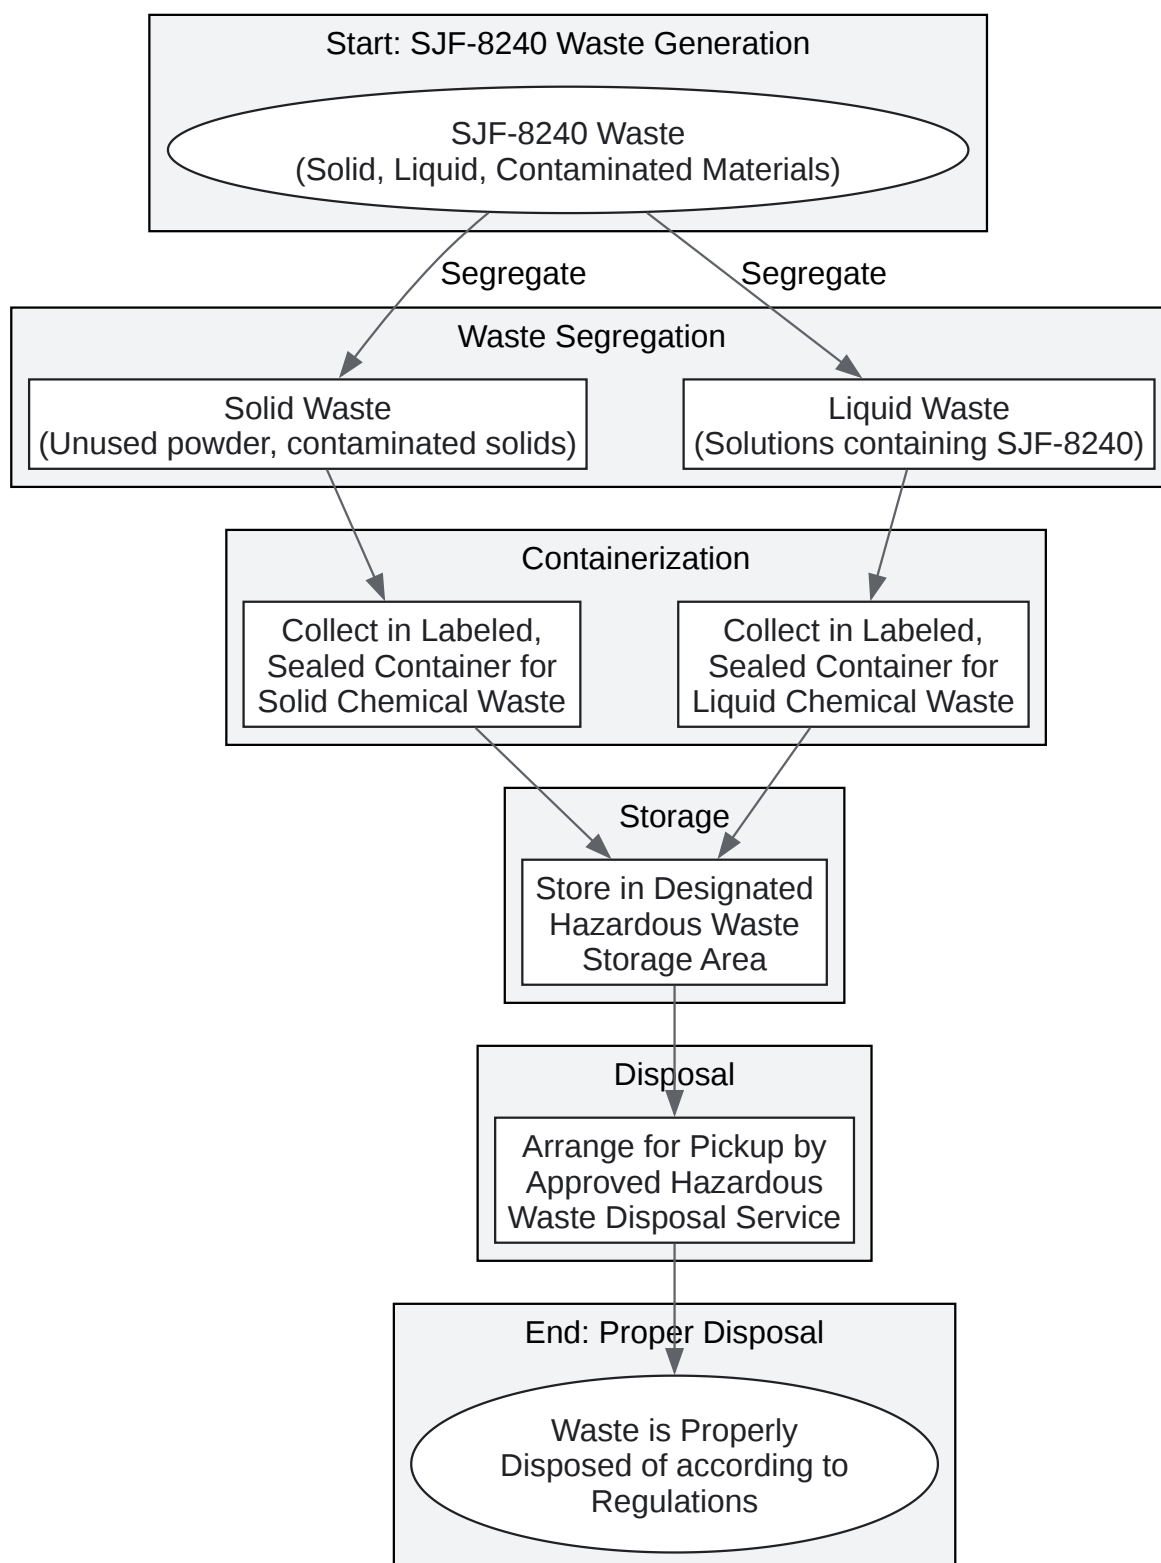 Start: SJF-8240 Waste Generation
SJF-8240 Waste
(Solid, Liquid, Contaminated Materials)
Segregate
Segregate
Waste Segregation
Solid Waste
(Unused powder, contaminated solids)
Liquid Waste
(Solutions containing SJF-8240)
Containerization
Collect in Labeled,
Sealed Container for
Solid Chemical Waste
Collect in Labeled,
Sealed Container for
Liquid Chemical Waste
Storage
Store in Designated
Hazardous Waste
Storage Area
Disposal
Arrange for Pickup by
Approved Hazardous
Waste Disposal Service
End: Proper Disposal
Waste is Properly
Disposed of according to
Regulations